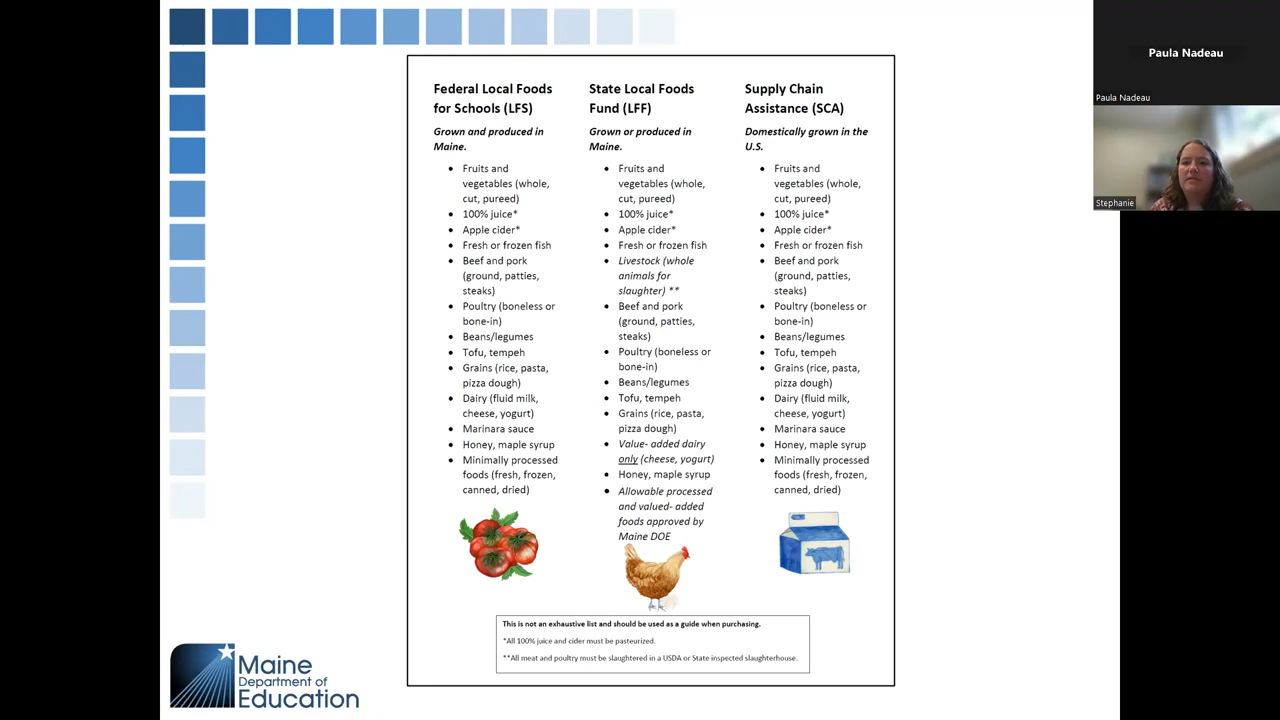 Federal Local Foods
for Schools (LFS)
Grown and produced in
Maine.
• Fruits and
vegetables (whole,
cut, pureed)
• 100% juice*
• Apple cider*
• Fresh or frozen fish
• Beef and pork
(ground, patties,
steaks)
• Poultry (boneless or
bone-in)
• Beans/legumes
• Tofu, tempeh
• Grains (rice, pasta,
pizza dough)
• Dairy (fluid milk,
cheese, yogurt)
• Marinara sauce
• Honey, maple syrup
• Minimally processed
foods (fresh, frozen,
canned, dried)
State Local Foods
Fund (LFF)
Grown or produced in
Maine.
• Fruits and
vegetables (whole,
cut, pureed)
• 100% juice*
• Apple cider*
• Fresh or frozen fish
• Livestock (whole
animals for
slaughter) **
• Beef and pork
(ground, patties,
steaks)
• Poultry (boneless or
bone-in)
• Beans/legumes
• Tofu, tempeh
• Grains (rice, pasta,
pizza dough)
• Value- added dairy
only (cheese, yogurt)
• Honey, maple syrup
• Allowable processed
and valued- added
foods approved by
Maine DOE
Supply Chain
Assistance (SCA)
Domestically grown in the
U.S.
• Fruits and
vegetables (whole,
cut, pureed)
• 100% juice*
• Apple cider*
• Fresh or frozen fish
• Beef and pork
(ground, patties,
steaks)
• Poultry (boneless or
bone-in)
• Beans/legumes
• Tofu, tempeh
• Grains (rice, pasta,
pizza dough)
• Dairy (fluid milk,
cheese, yogurt)
• Marinara sauce
• Honey, maple syrup
• Minimally processed
foods (fresh, frozen,
canned, dried)
This is not an exhaustive list and should be used as a guide when purchasing.
*All 100% juice and cider must be pasteurized.
**All meat and poultry must be slaughtered in a USDA or State inspected slaughterhouse.
Maine
Department of
Education
Paula Nadeau
Paula Nadeau
Stephanie